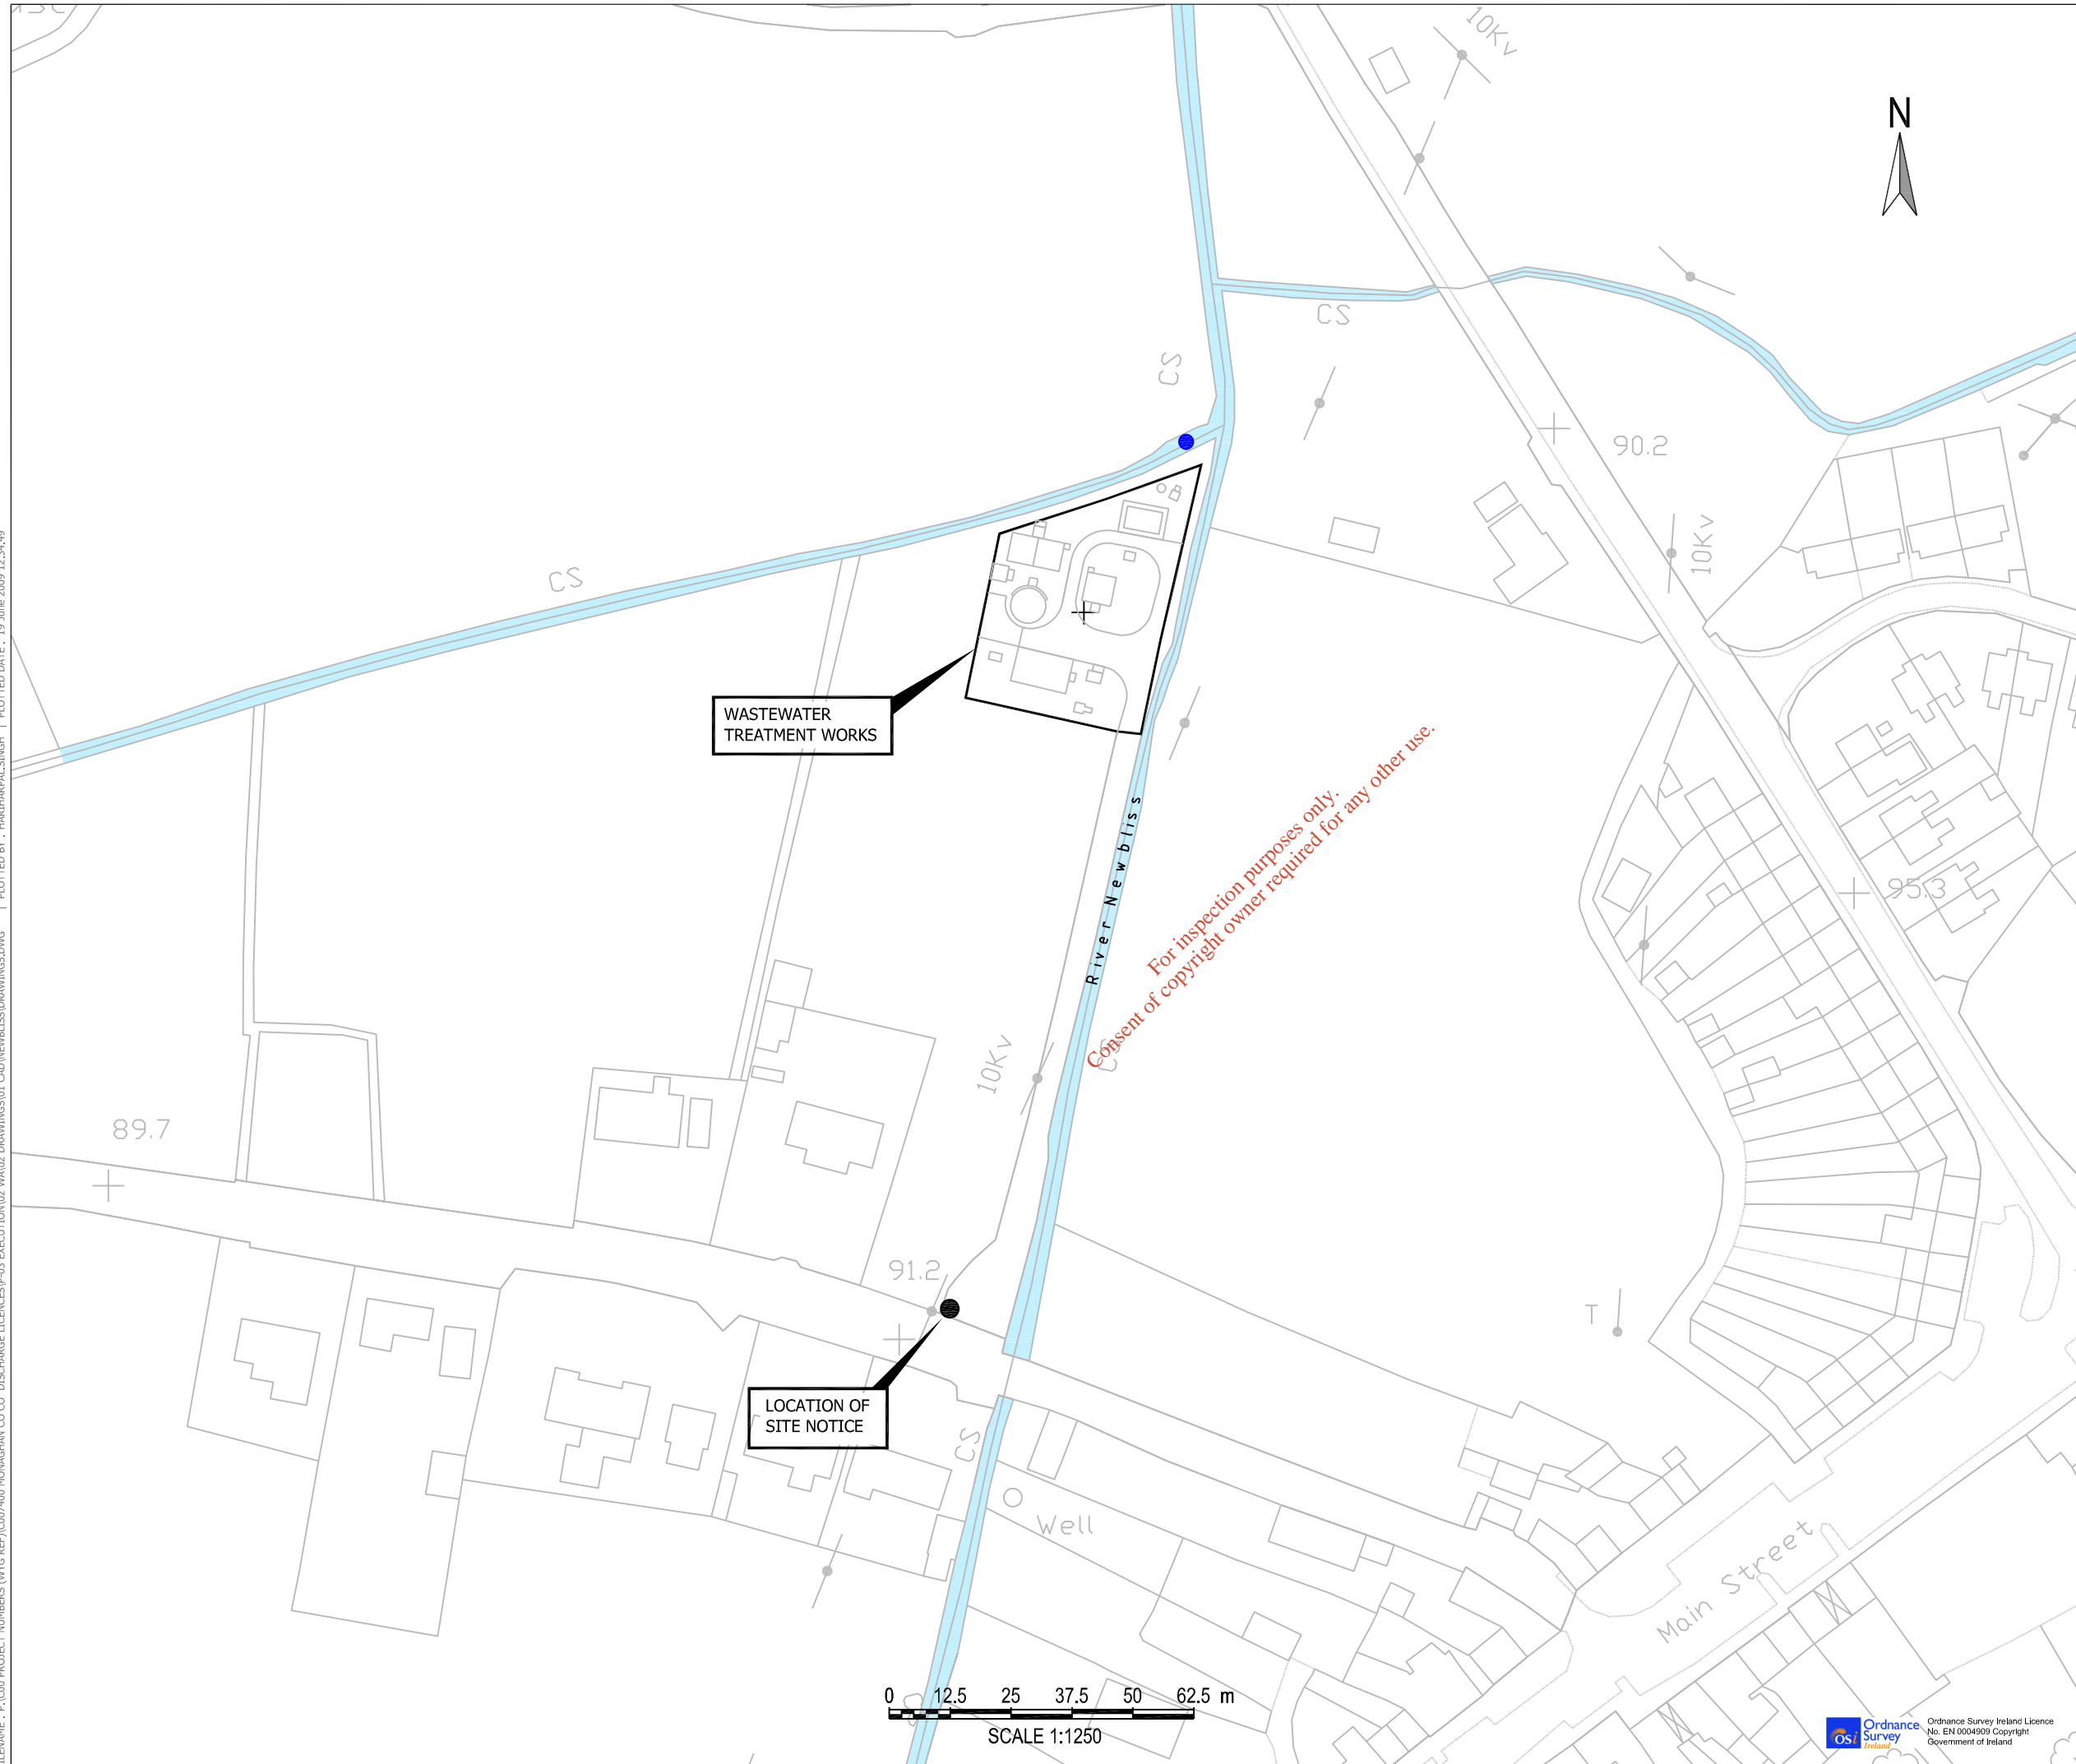 10Kv
N
CS
CS
90.2
10Kv
CS
WASTEWATER
TREATMENT WORKS
River Newbliss
For inspection purposes only.
Consent of copyright owner required for any other use.
95.3
10Kv
CS
89.7
91.2
T
LOCATION OF
SITE NOTICE
CS
Well
Main Street
0 12.5 25 37.5 50 62.5 m
SCALE 1:1250
OSi
Ordnance
Survey
Ireland
Ordnance Survey Ireland Licence
No. EN 0004909 Copyright
Government of Ireland